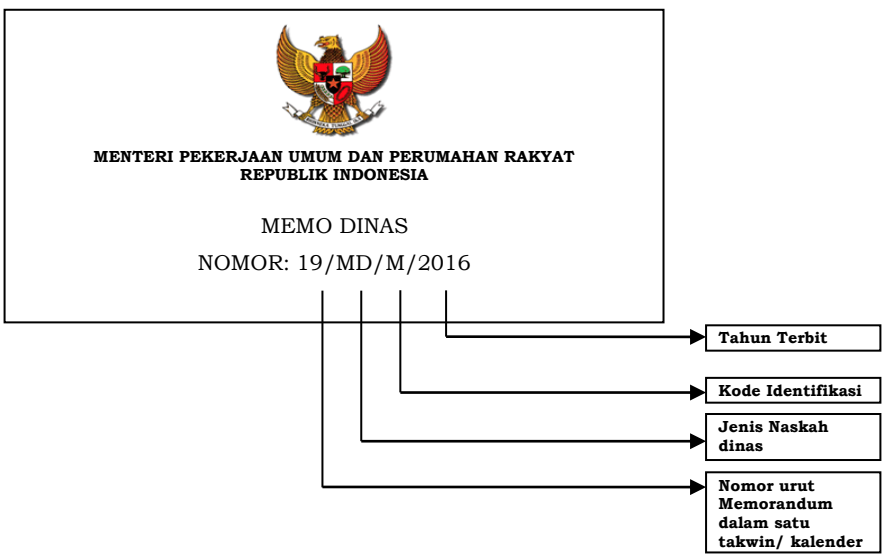 MENTERI PEKERJAAN UMUM DAN PERUMAHAN RAKYAT
REPUBLIK INDONESIA
MEMO DINAS
NOMOR: 19/MD/M/2016
Tahun Terbit
Kode Identifikasi
Jenis Naskah
dinas
Nomor urut
Memorandum
dalam satu
takwin/ kalender